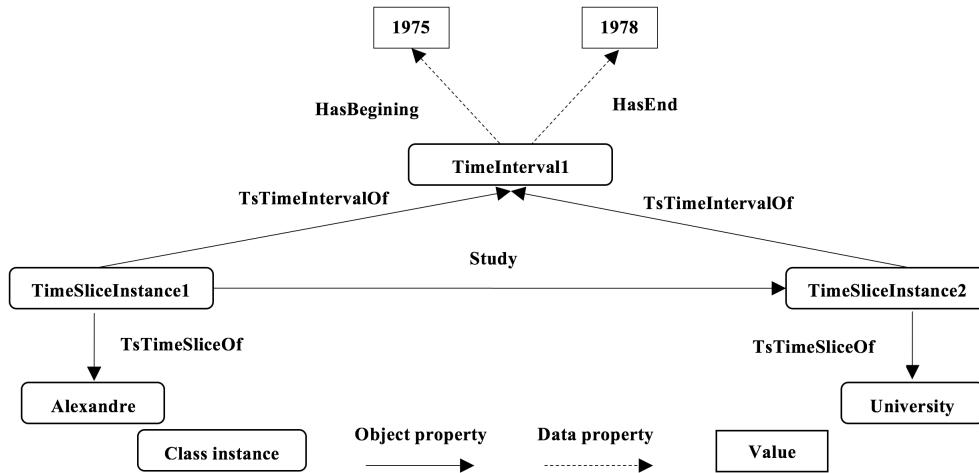 1975
1978
HasBegining
HasEnd
TimeInterval1
TsTimeIntervalOf
TsTimeIntervalOf
Study
TimeSliceInstance1
TimeSliceInstance2
TsTimeSliceOf
TsTimeSliceOf
Alexandre
University
Object property
Data property
Class instance
Value